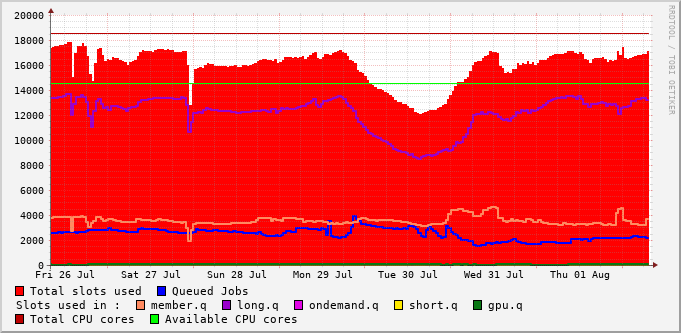 20000
18000
16000
14000
12000
10000
8000
6000
4000
2000
0
Fri 26 Jul Sat 27 Jul Sun 28 Jul Mon 29 Jul Tue 30 Jul Wed 31 Jul Thu 01 Aug
RRDTOOL / TOBI OETIKER
Total slots used Queued Jobs
Slots used in : member.q long.q ondemand.q short.q gpu.q
Total CPU cores Available CPU cores